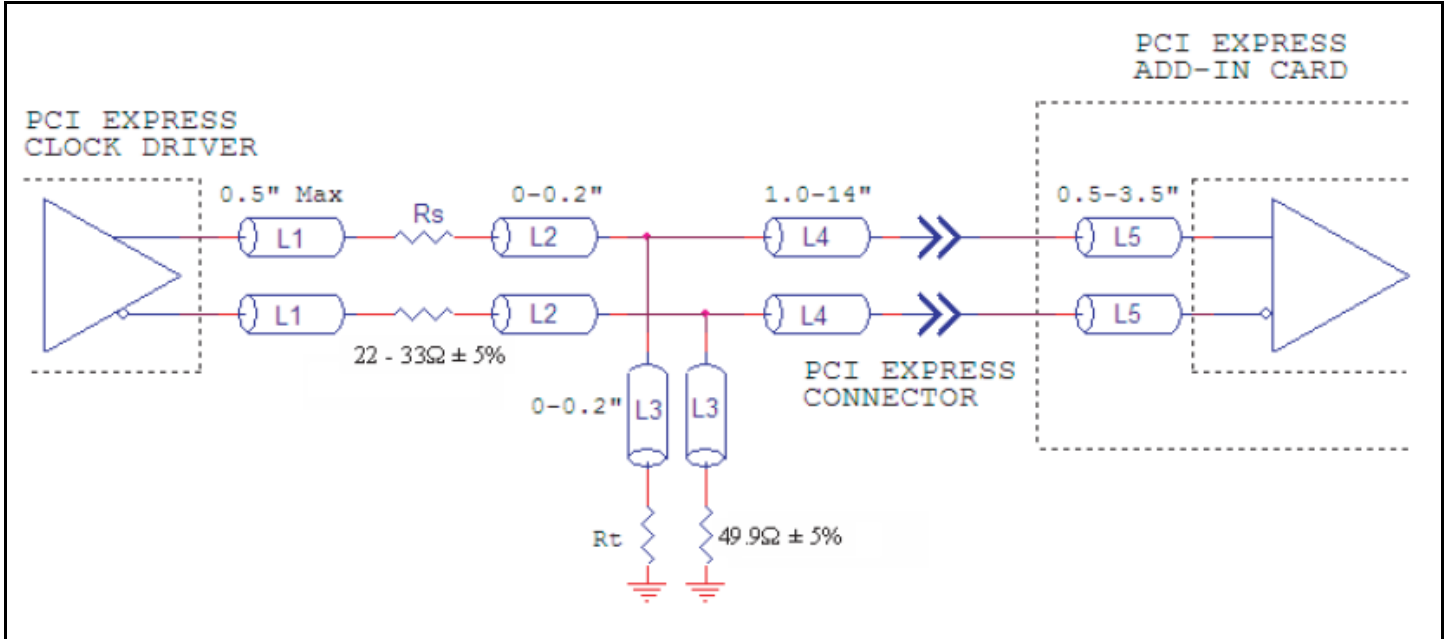 PCI EXPRESS
ADD-IN CARD
PCI EXPRESS
CLOCK DRIVER
0.5" Max
0-0.2"
1.0-14"
0.5-3.5"
Rs
L1
L2
L4
L5
L1
L2
L4
L5
22 - 33Ω ± 5%
PCI EXPRESS
CONNECTOR
0-0.2"
L3
L3
Rt
49.9Ω ± 5%